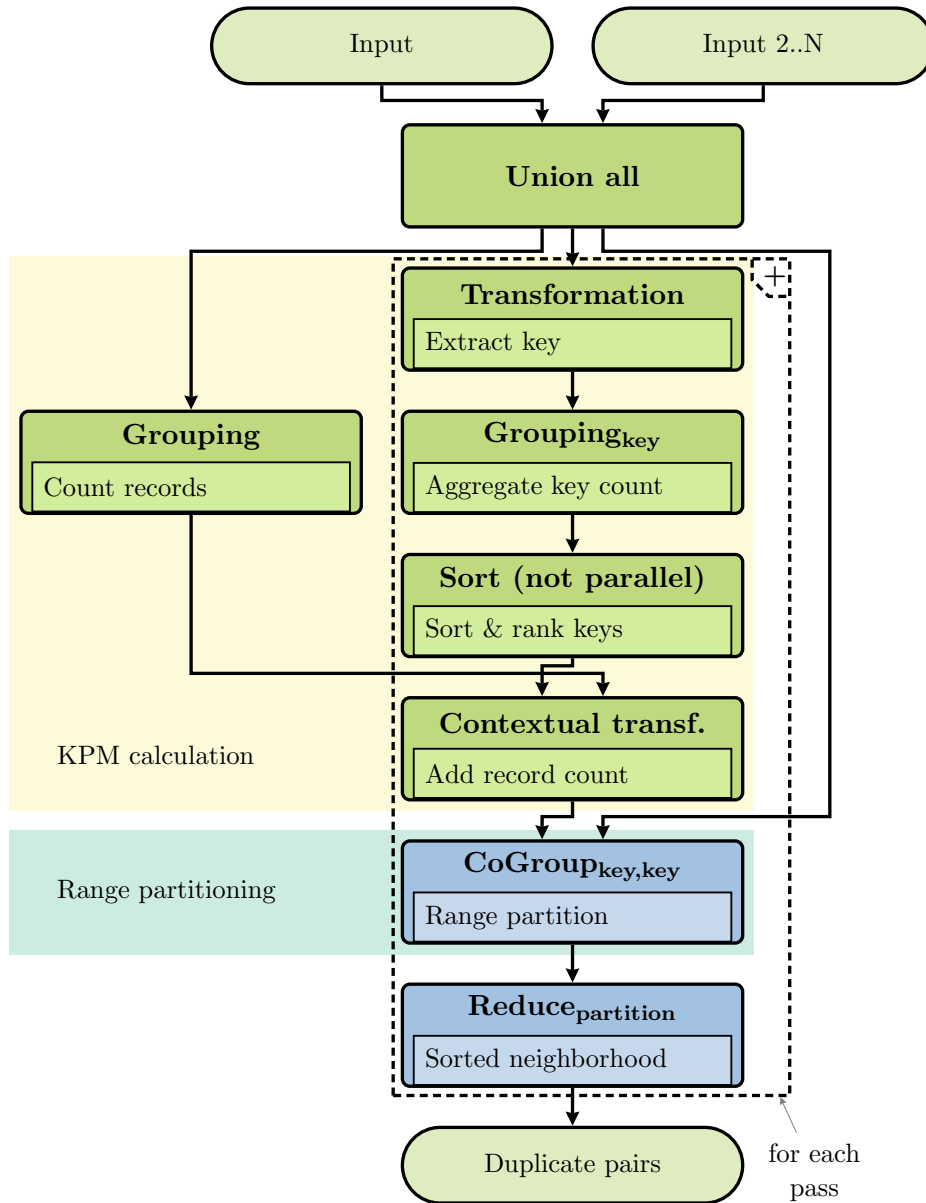 Input
Input 2..N
Union all
Transformation
+
Extract key
Grouping
Count records
Grouping_key
Aggregate key count
Sort (not parallel)
Sort & rank keys
Contextual transf.
Add record count
KPM calculation
CoGroup_key,key
Range partition
Range partitioning
Reduce_partition
Sorted neighborhood
Duplicate pairs
for each
pass